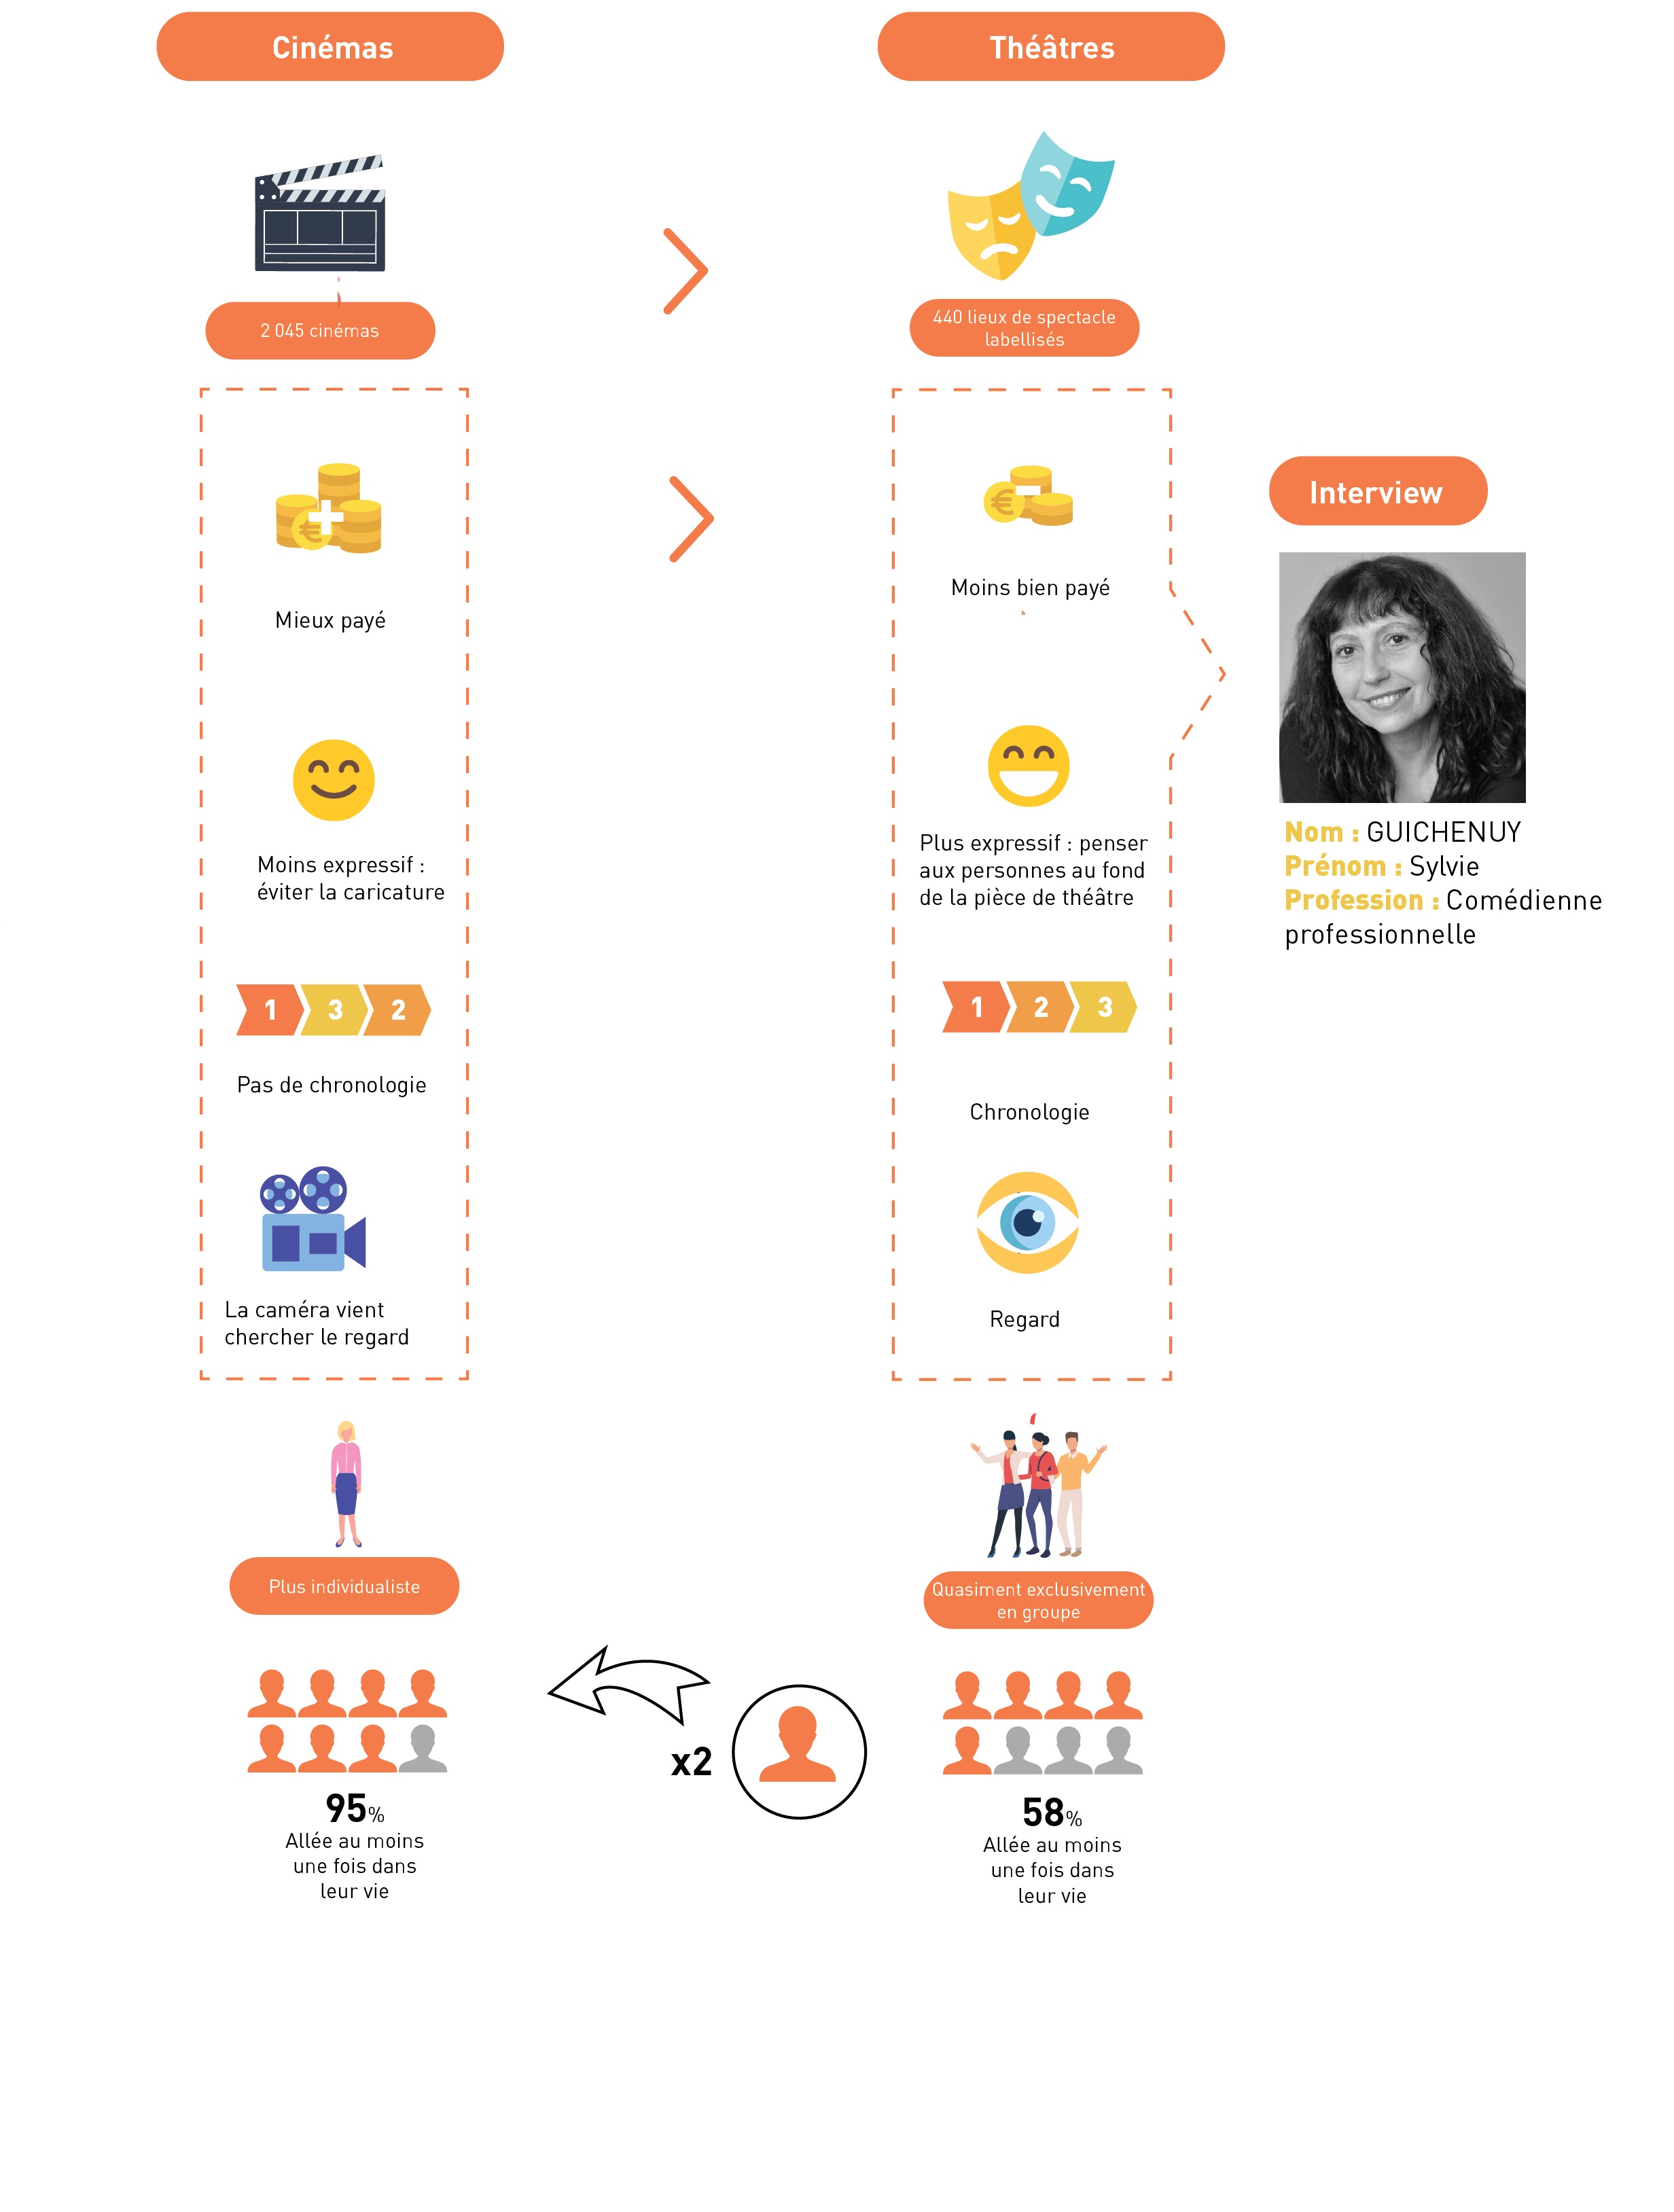 Cinémas
Théâtres
2 045 cinémas
440 lieux de spectacle
labellisés
Mieux payé
Moins bien payé
Interview
Moins expressif :
éviter la caricature
Plus expressif : penser
aux personnes au fond
de la pièce de théâtre
Nom : GUICHENUY
Prénom : Sylvie
Profession : Comédienne
professionnelle
1 3 2
1 2 3
Pas de chronologie
Chronologie
La caméra vient
chercher le regard
Regard
Plus individualiste
Quasiment exclusivement
en groupe
x2
95%
Allée au moins
une fois dans
leur vie
58%
Allée au moins
une fois dans
leur vie